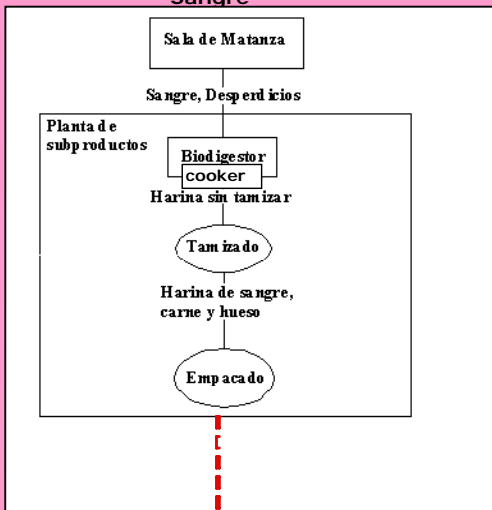 Sangre
Sala de Matanza
Sangre, Desperdicios
Planta de
subproductos
Biodigestor
cooker
Harina sin tamizar
Tamizado
Harina de sangre,
carne y hueso
Empacado